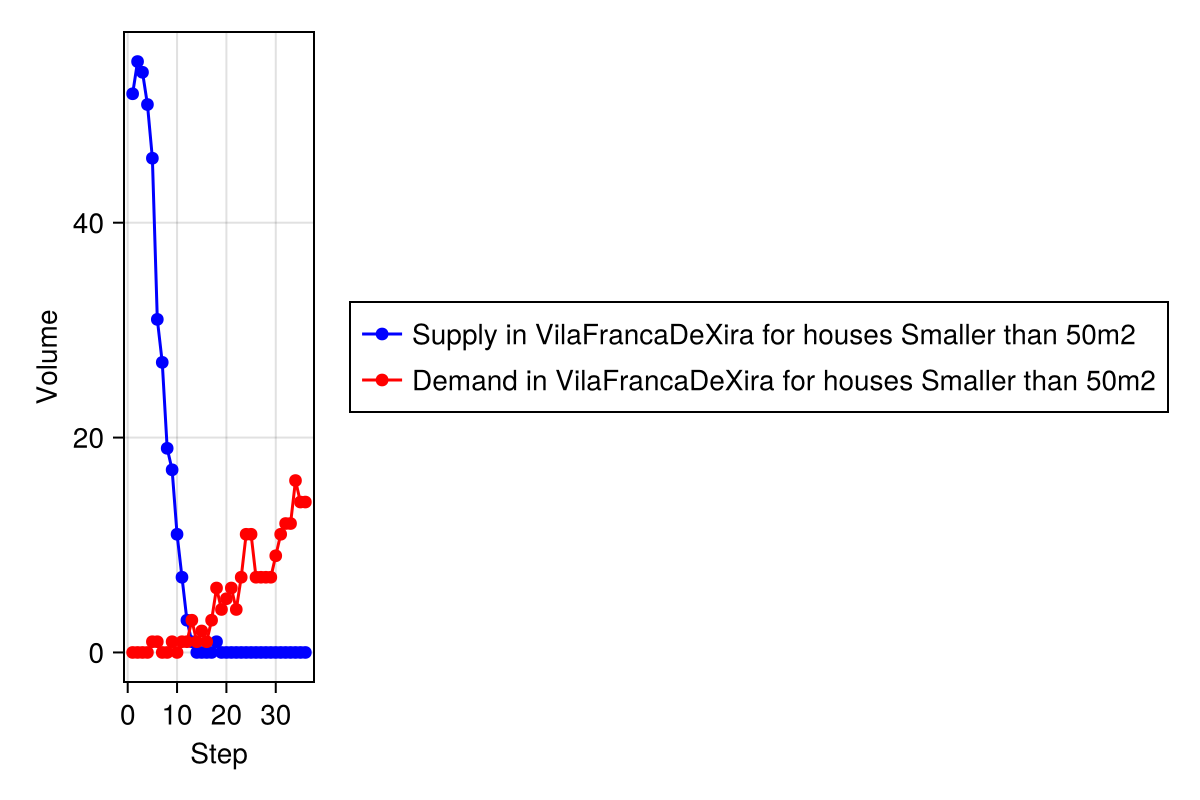 Volume
40
20
0
0 10 20 30
Step
Supply in VilaFrancaDeXira for houses Smaller than 50m2
Demand in VilaFrancaDeXira for houses Smaller than 50m2